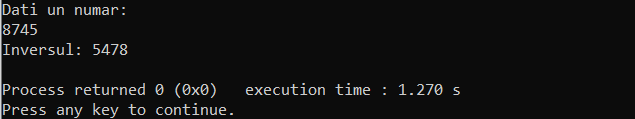 Dati un numar:
8745
Inversul: 5478
Process returned 0 (0x0)   execution time : 1.270 s
Press any key to continue.